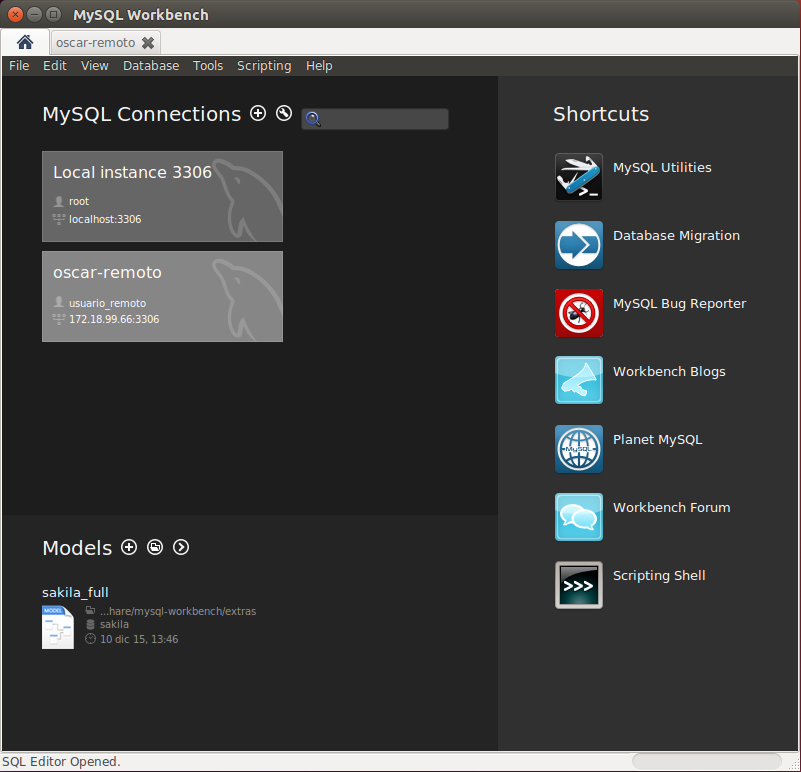 MySQL Workbench
oscar-remoto
File Edit View Database Tools Scripting Help
MySQL Connections
Local instance 3306
root
localhost:3306
oscar-remoto
usuario_remoto
172.18.99.66:3306
Models
sakila_full
MODEL
...hare/mysql-workbench/extras
sakila
10 dic 15, 13:46
Shortcuts
MySQL Utilities
Database Migration
MySQL Bug Reporter
Workbench Blogs
MySQL
Planet MySQL
Workbench Forum
>>>
Scripting Shell
SQL Editor Opened.